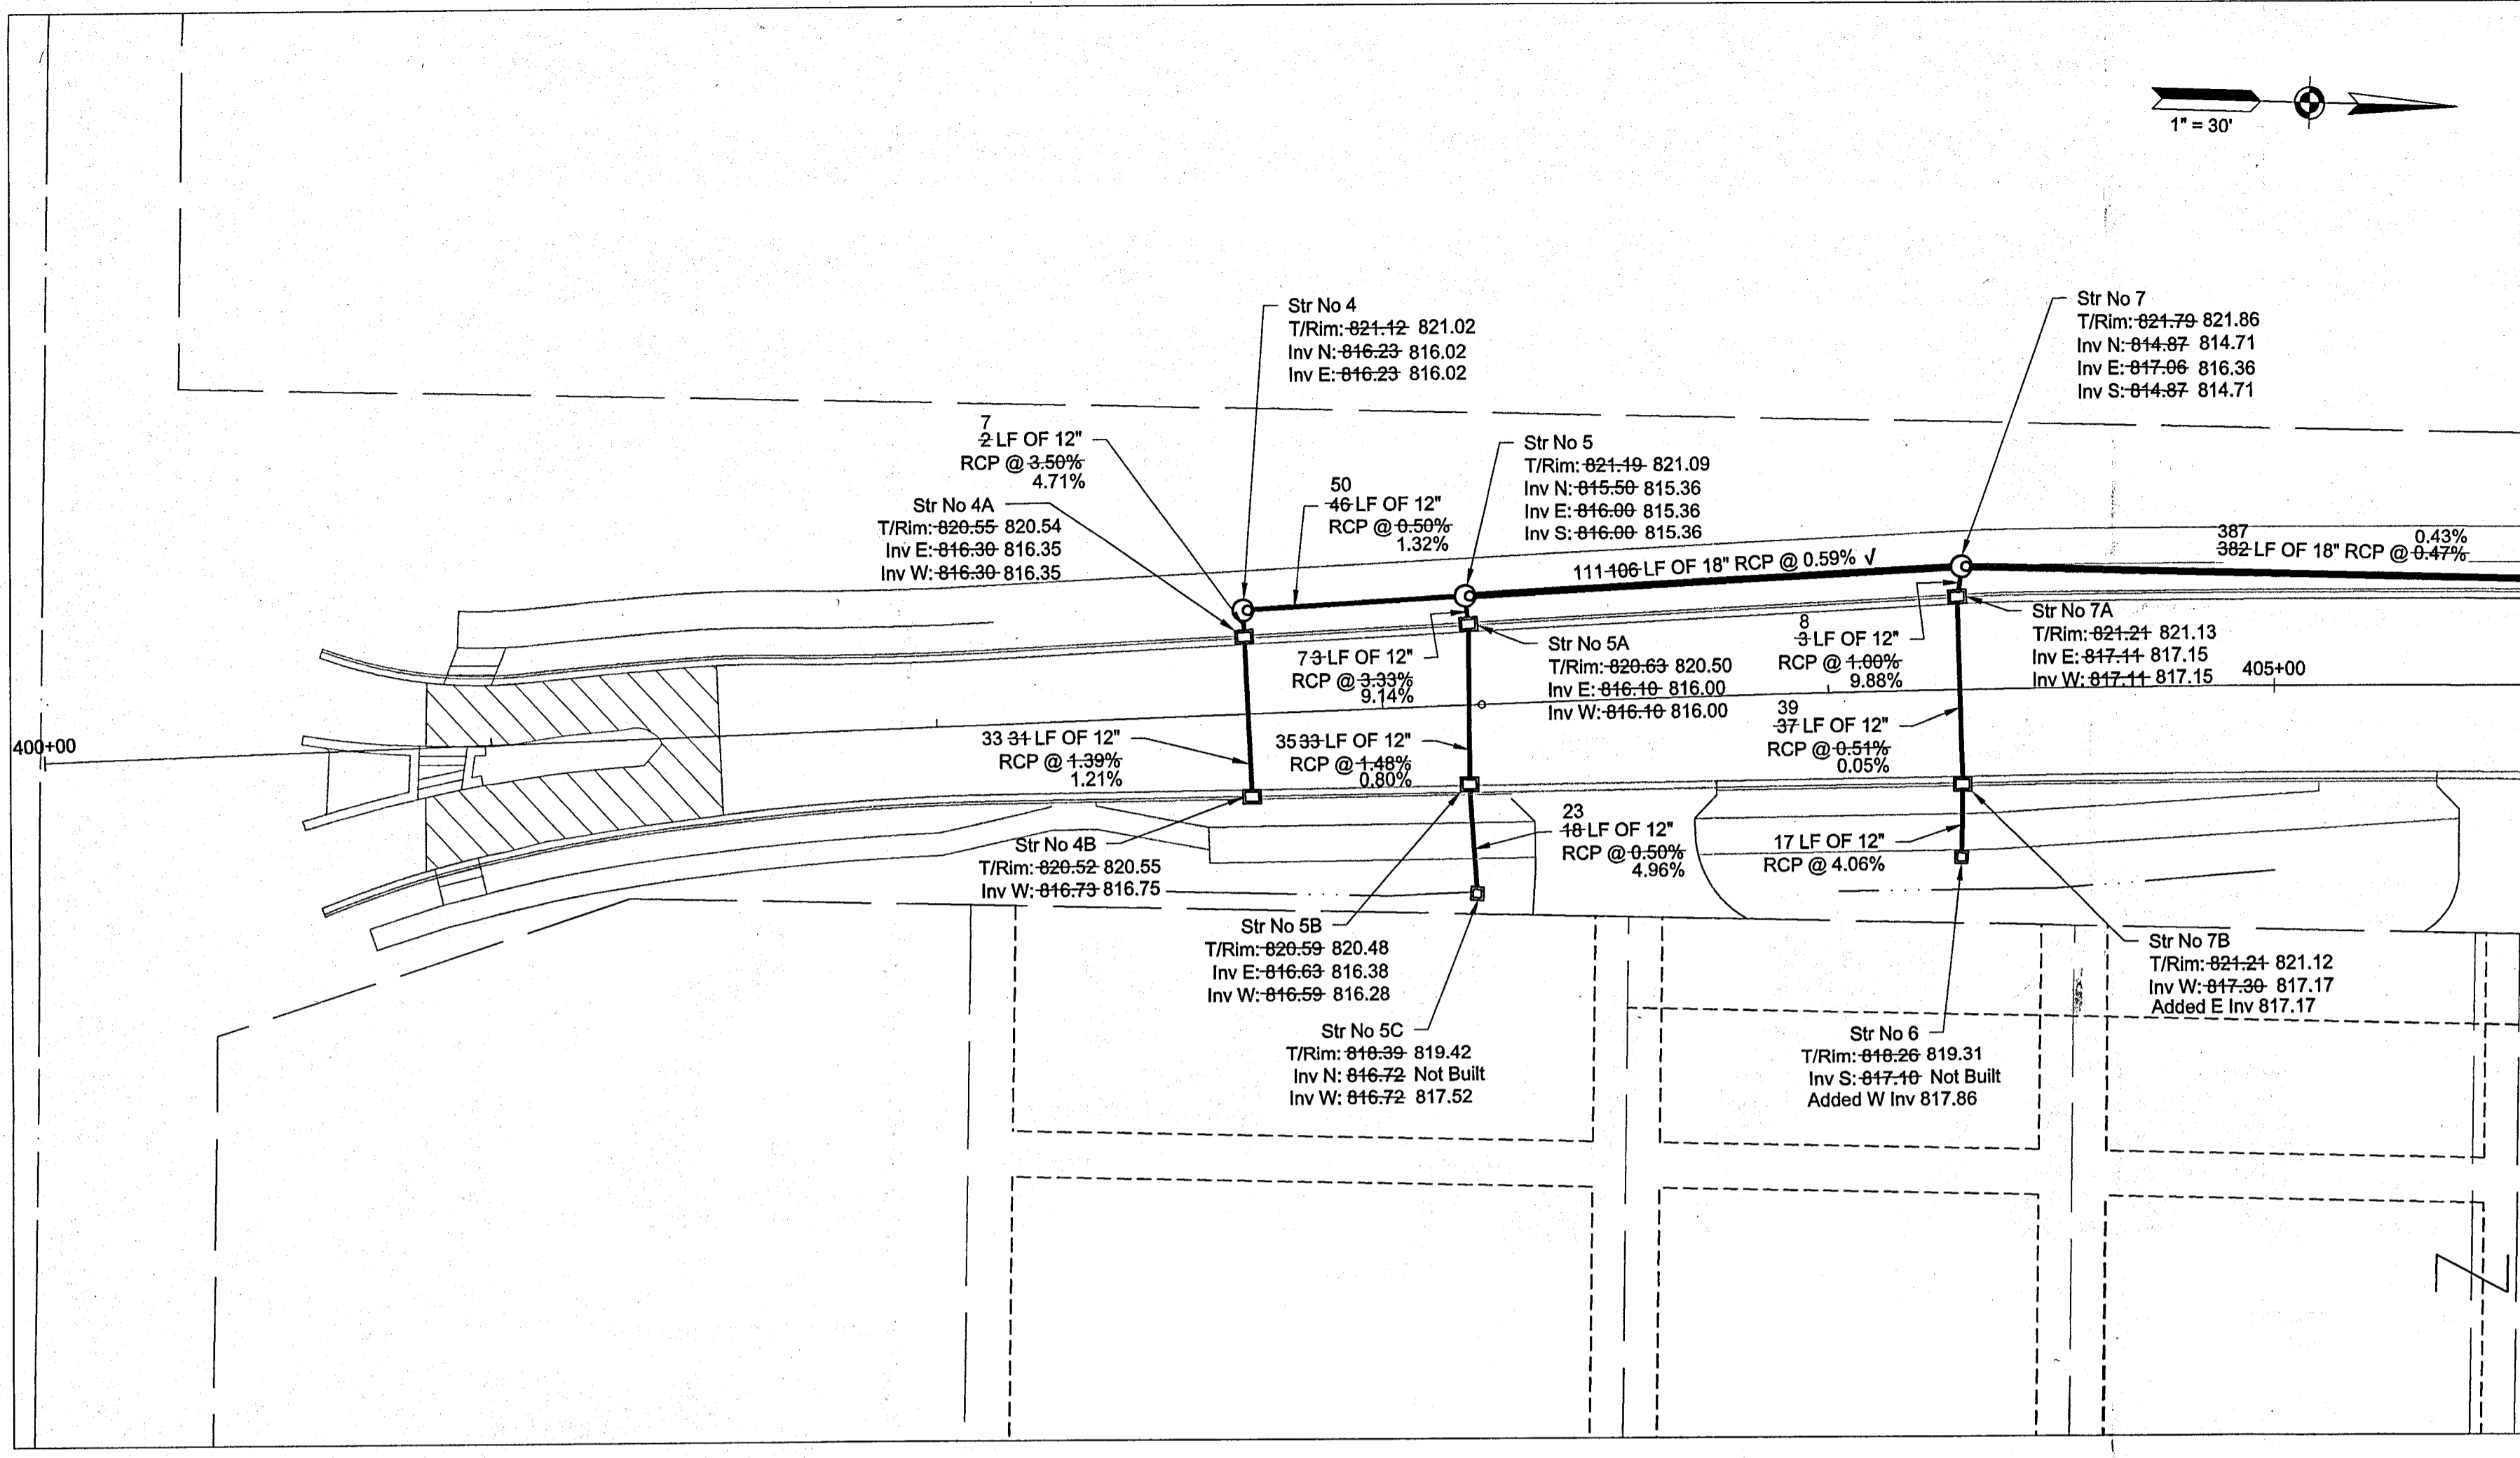 1" = 30'
Str No 4
T/Rim: 821.12 821.02
Inv N: 816.23 816.02
Inv E: 816.23 816.02
Str No 7
T/Rim: 821.79 821.86
Inv N: 814.87 814.71
Inv E: 817.06 816.36
Inv S: 814.87 814.71
7
2 LF OF 12"
RCP @ 3.50%
4.71%
Str No 4A
T/Rim: 820.55 820.54
Inv E: 816.30 816.35
Inv W: 816.30 816.35
50
46 LF OF 12"
RCP @ 0.50%
1.32%
Str No 5
T/Rim: 821.19 821.09
Inv N: 815.50 815.36
Inv E: 816.00 815.36
Inv S: 816.00 815.36
111 106 LF OF 18" RCP @ 0.59% √
387 0.43%
382 LF OF 18" RCP @ 0.47%
7 3 LF OF 12"
RCP @ 3.33%
9.14%
Str No 5A
T/Rim: 820.63 820.50
Inv E: 816.10 816.00
Inv W: 816.10 816.00
8
3 LF OF 12"
RCP @ 1.00%
9.88%
Str No 7A
T/Rim: 821.21 821.13
Inv E: 817.11 817.15
Inv W: 817.11 817.15
405+00
400+00
33 31 LF OF 12"
RCP @ 1.39%
1.21%
35 33 LF OF 12"
RCP @ 1.48%
0.80%
39
37 LF OF 12"
RCP @ 0.51%
0.05%
23
18 LF OF 12"
RCP @ 0.50%
4.96%
17 LF OF 12"
RCP @ 4.06%
Str No 4B
T/Rim: 820.52 820.55
Inv W: 816.73 816.75
Str No 5B
T/Rim: 820.59 820.48
Inv E: 816.63 816.38
Inv W: 816.59 816.28
Str No 5C
T/Rim: 818.39 819.42
Inv N: 816.72 Not Built
Inv W: 816.72 817.52
Str No 7B
T/Rim: 821.21 821.12
Inv W: 817.30 817.17
Added E Inv 817.17
Str No 6
T/Rim: 818.26 819.31
Inv S: 817.10 Not Built
Added W Inv 817.86